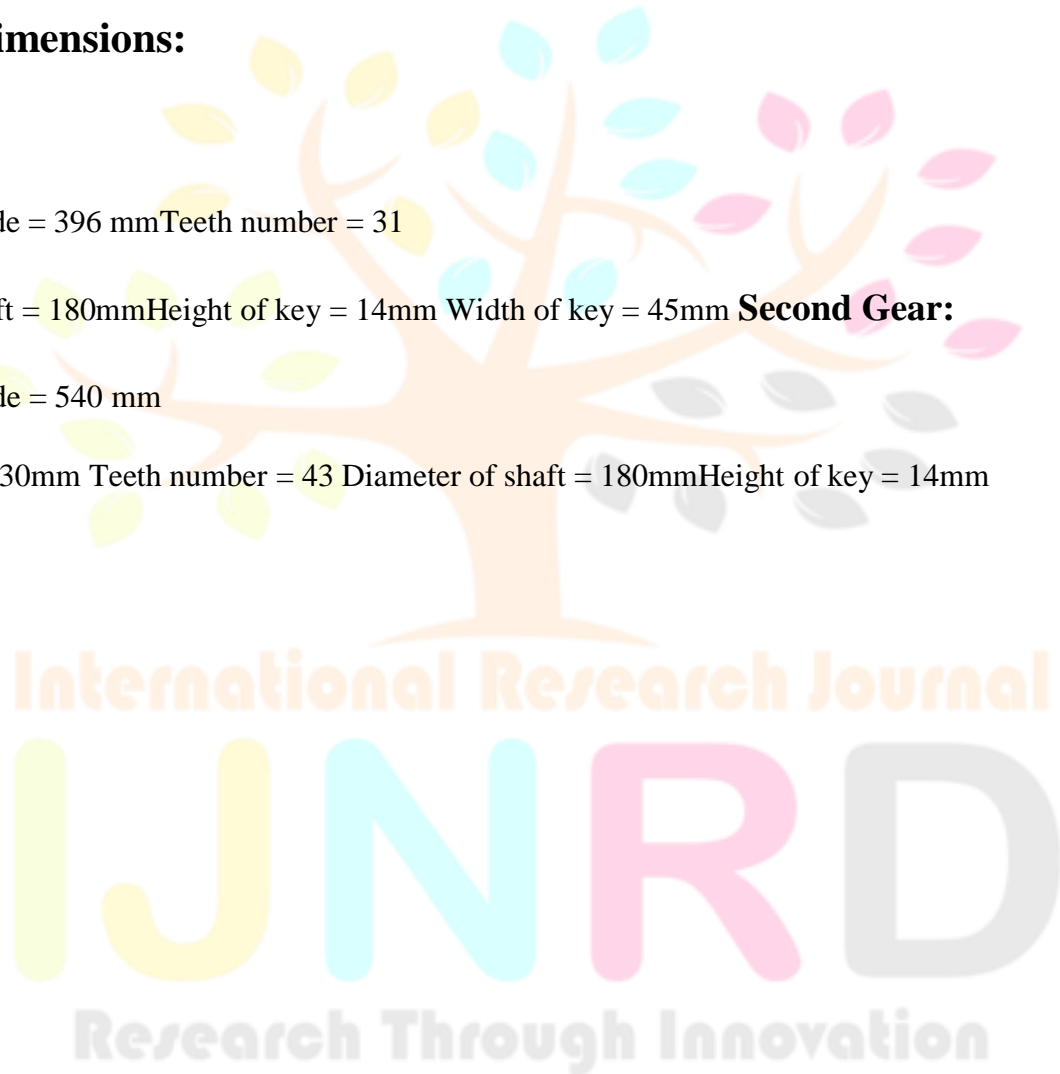 imensions:
de = 396 mmTeeth number = 31
ft = 180mmHeight of key = 14mm Width of key = 45mm Second Gear:
de = 540 mm
30mm Teeth number = 43 Diameter of shaft = 180mmHeight of key = 14mm
International Research Journal
IJNRD
Research Through Innovation